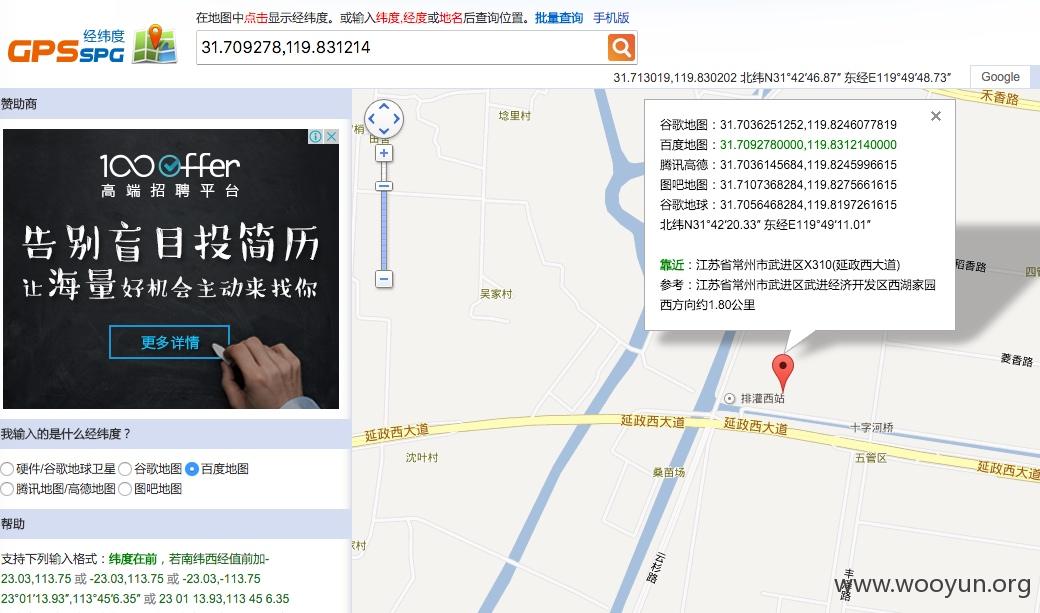 在地图中点击显示经纬度。或输入纬度,经度或地名后查询位置。批量查询 手机版
GPSSPG 经纬度
31.709278,119.831214
31.713019,119.830202 北纬N31°42′46.87″ 东经E119°49′48.73″
Google
赞助商
100offer
高端招聘平台
告别盲目投简历
让海量好机会主动来找你
更多详情
我输入的是什么经纬度？
硬件/谷歌地球卫星 谷歌地图 百度地图
腾讯地图/高德地图 图吧地图
帮助
支持下列输入格式：纬度在前，若南纬西经值前加-
23.03,113.75 或 -23.03,113.75 或 -23.03,-113.75
23°01′13.93″,113°45′6.35″ 或 23 01 13.93,113 45 6.35
谷歌地图：31.7036251252,119.8246077819
百度地图：31.7092780000,119.8312140000
腾讯高德：31.7036145684,119.8245996615
图吧地图：31.7107368284,119.8275661615
谷歌地球：31.7056468284,119.8197261615
北纬N31°42′20.33″ 东经E119°49′11.01″
靠近：江苏省常州市武进区X310(延政西大道)
参考：江苏省常州市武进区武进经济开发区西湖家园
西方向约1.80公里
禾香路
埝里村
稻香路
吴家村
菱香路
排灌西站
延政西大道
延政西大道
延政西大道
延政西大道
十字河桥
沈叶村
五管区
桑苗场
家村
云杉路
www.wooyun.org